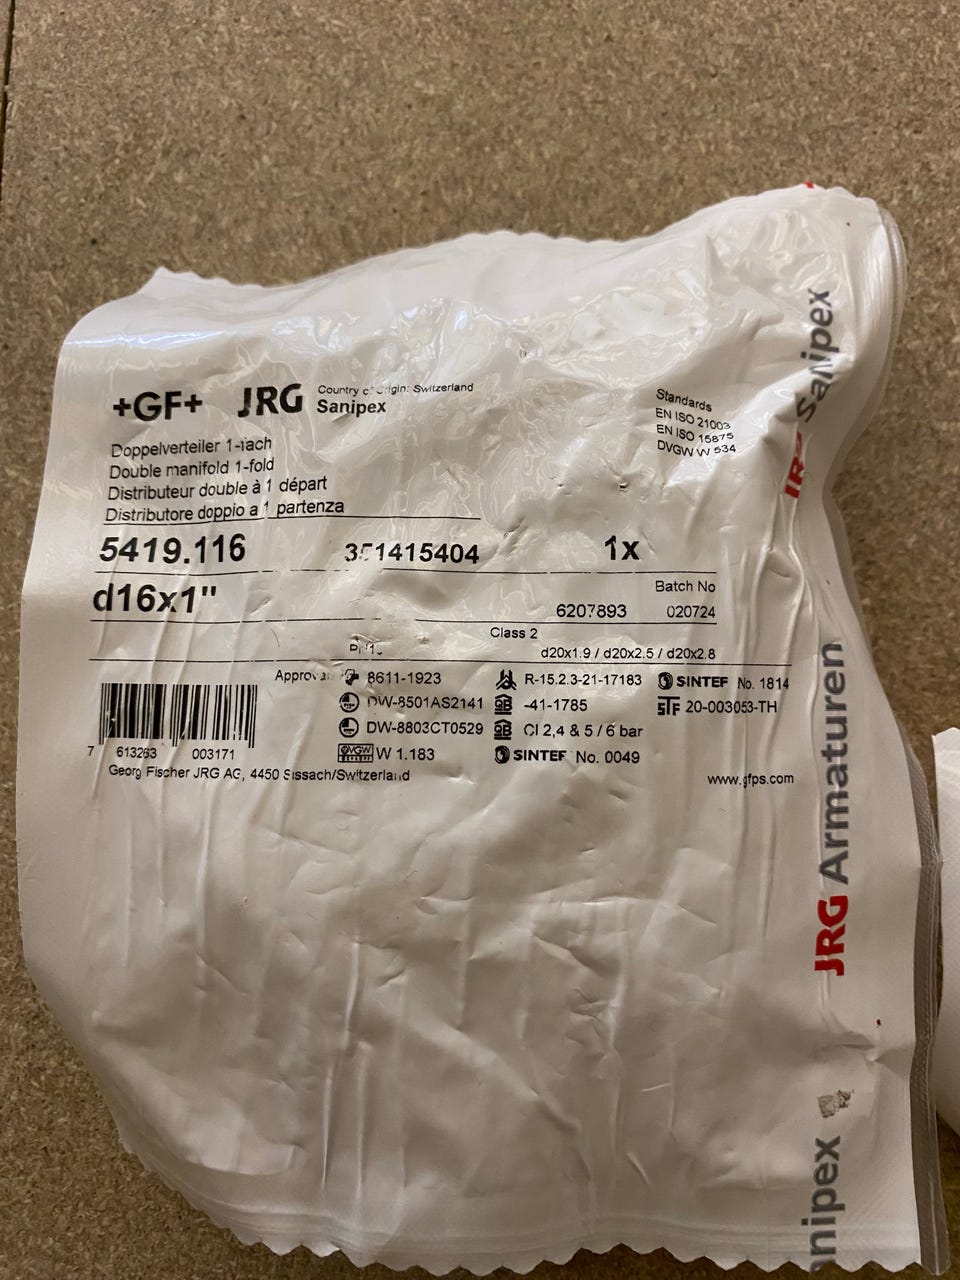 +GF+ JRG Country of Origin: Switzerland
Sanipex
Standards
EN ISO 21003
EN ISO 15875
DVGW W 534
Doppelverteiler 1-fach
Double manifold 1-fold
Distributeur double à 1 départ
Distributore doppio a 1 partenza
5419.116 351415404 1x
d16x1" Batch No
6207893 020724
Class 2
d20x1.9 / d20x2.5 / d20x2.8
Approval 8611-1923 R-15.2.3-21-17183 SINTEF No. 1814
DW-8501AS2141 -41-1785 20-003053-TH
DW-8803CT0529 Cl 2,4 & 5 / 6 bar
DVGW W 1.183 SINTEF No. 0049
7 613263 003171
Georg Fischer JRG AG, 4450 Sissach/Switzerland www.gfps.com
JRG Sanipex
JRG Armaturen
nipex